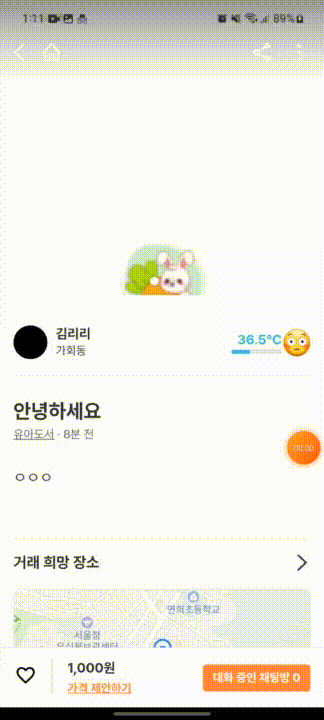 1:11
89%
김리리
가회동
36.5°C
안녕하세요
유아도서 · 8분 전
ㅇㅇㅇ
00:00
거래 희망 장소
연희초등학교
서울청
1,000원
가격 제안하기
대화 중인 채팅방 0